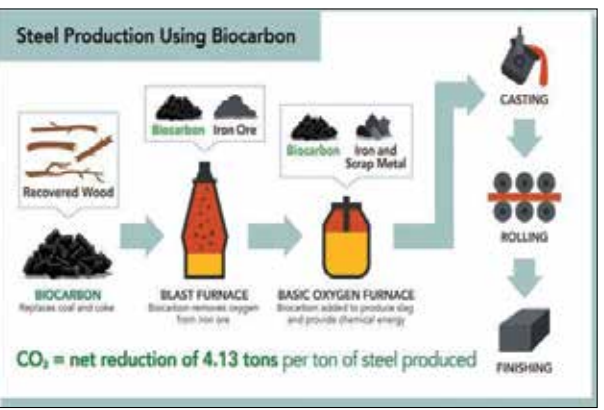 Steel Production Using Biocarbon
Recovered Wood
BIOCARBON
Replaces coal and coke
Biocarbon Iron Ore
BLAST FURNACE
Biocarbon removes oxygen
from iron ore
Biocarbon Iron and
Scrap Metal
BASIC OXYGEN FURNACE
Biocarbon added to produce slag
and provide chemical energy
CASTING
ROLLING
FINISHING
CO₂ = net reduction of 4.13 tons per ton of steel produced